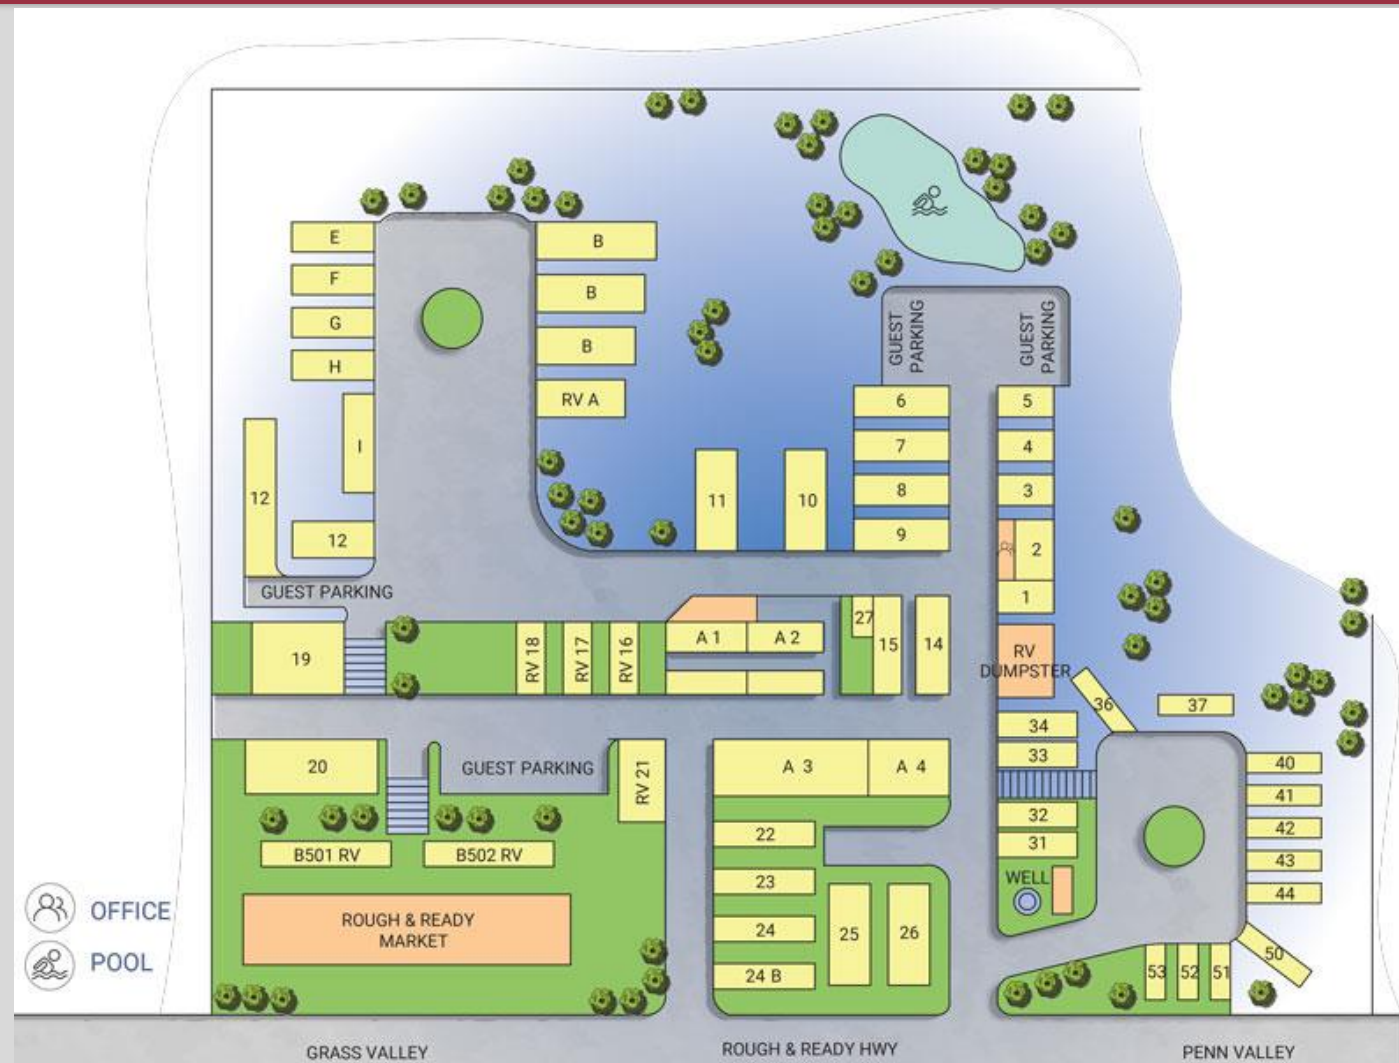 E
B
F
B
G
B
H
RV A
I
12
12
GUEST PARKING
11
10
GUEST
PARKING
GUEST
PARKING
6
5
7
4
8
3
9
2
1
19
RV 18
RV 17
RV 16
A 1
A 2
27
15
14
RV
DUMPSTER
36
37
34
33
32
31
WELL
40
41
42
43
44
50
53
52
51
20
GUEST PARKING
RV 21
A 3
A 4
B501 RV
B502 RV
22
23
24
24 B
25
26
ROUGH & READY
MARKET
OFFICE
POOL
GRASS VALLEY
ROUGH & READY HWY
PENN VALLEY